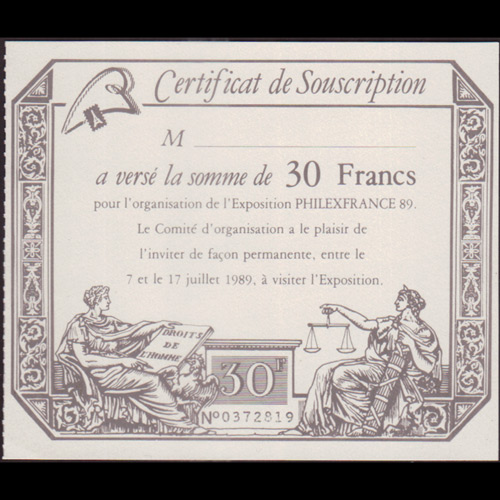 Certificat de Souscription
M
a versé la somme de 30 Francs
pour l'organisation de l'Exposition PHILEXFRANCE 89.
Le Comité d'organisation a le plaisir de
l'inviter de façon permanente, entre le
7 et le 17 juillet 1989, à visiter l'Exposition.
DROITS
DE
L'HOMME
30F
Nº0372819